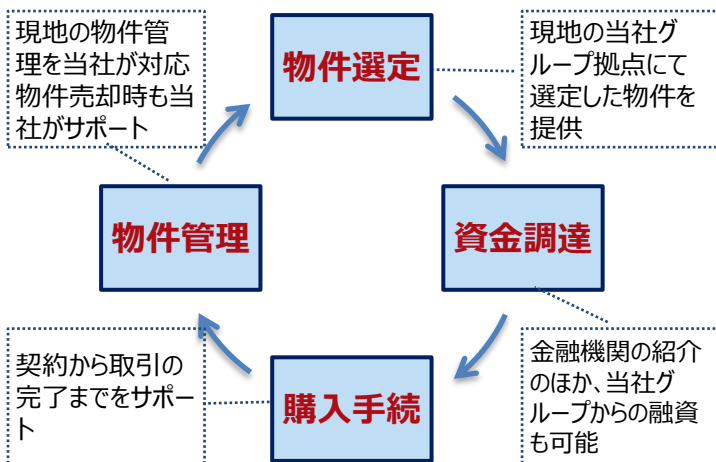 現地の物件管
理を当社が対応
物件売却時も当
社がサポート
物件選定
現地の当社グ
ループ拠点にて
選定した物件を
提供
物件管理
資金調達
契約から取引の
完了までをサポー
ト
購入手続
金融機関の紹介
のほか、当社グ
ループからの融資
も可能